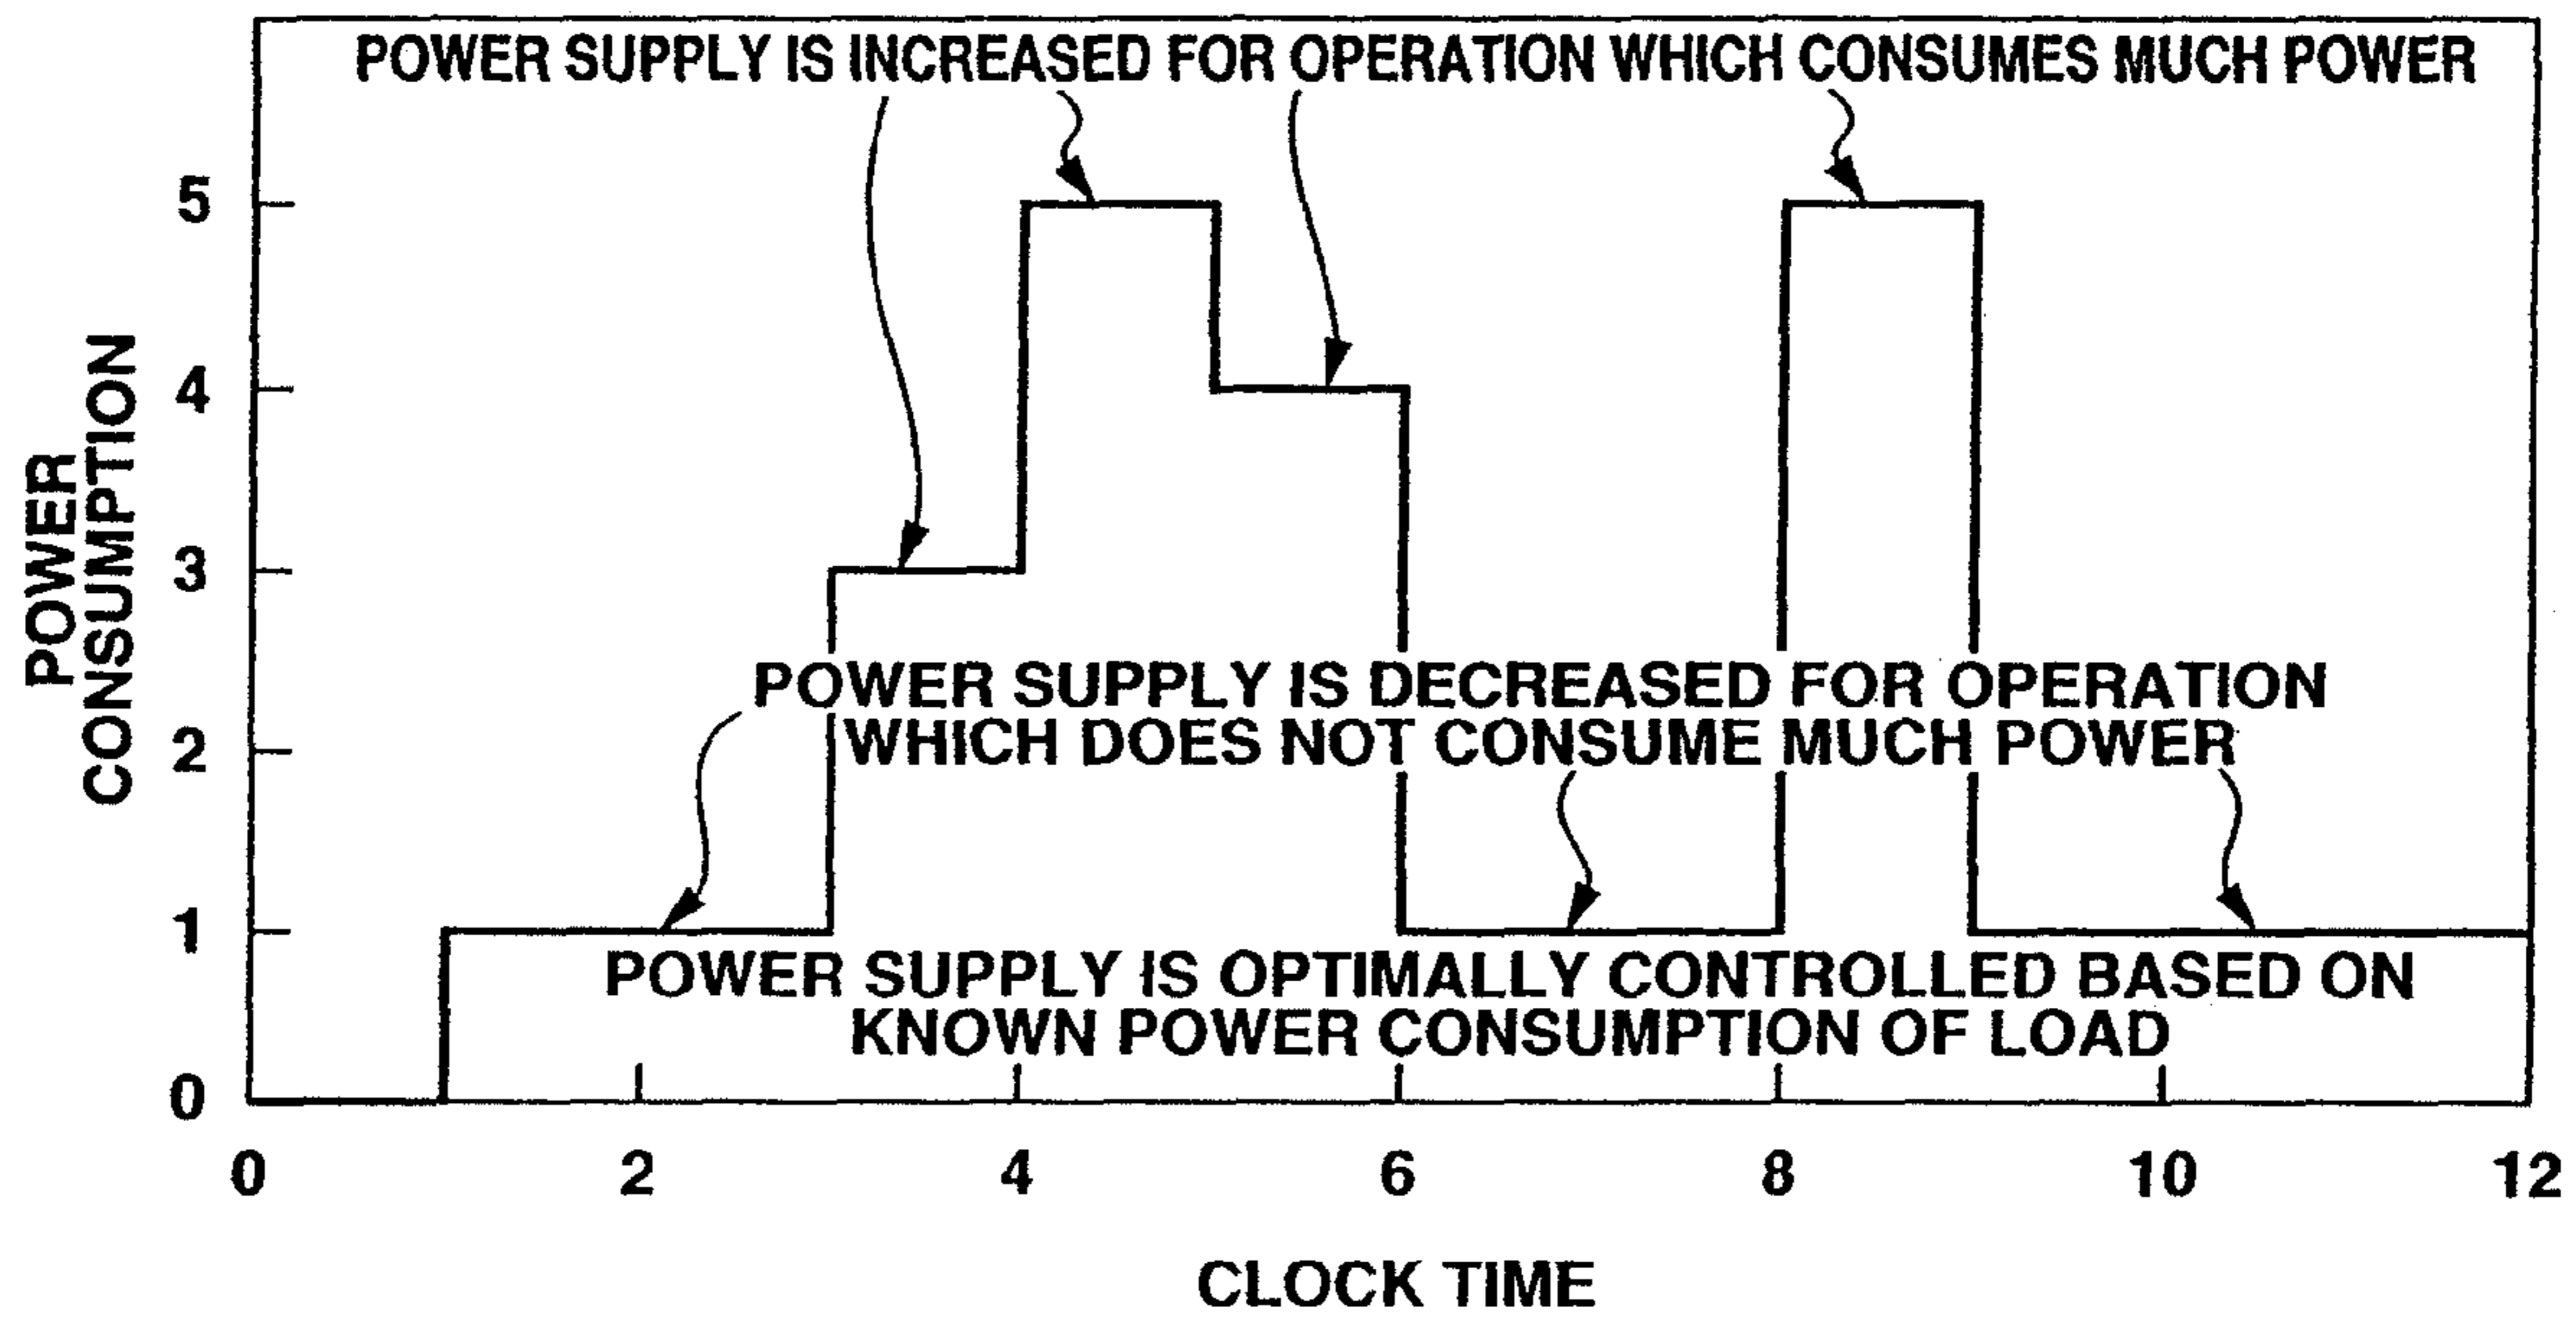 POWER SUPPLY IS INCREASED FOR OPERATION WHICH CONSUMES MUCH POWER
5
4
3
2
1
0
POWER
CONSUMPTION
POWER SUPPLY IS DECREASED FOR OPERATION
WHICH DOES NOT CONSUME MUCH POWER
POWER SUPPLY IS OPTIMALLY CONTROLLED BASED ON
KNOWN POWER CONSUMPTION OF LOAD
0 2 4 6 8 10 12
CLOCK TIME